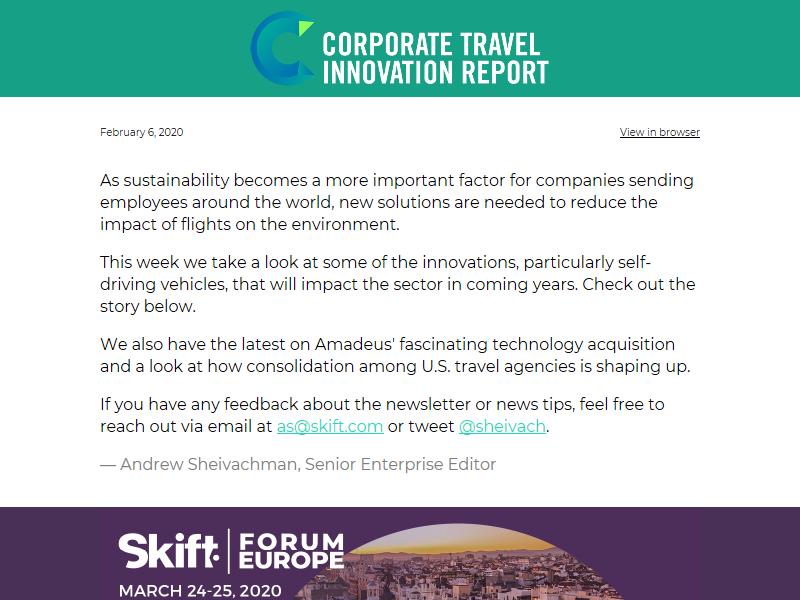 CORPORATE TRAVEL
INNOVATION REPORT
February 6, 2020
View in browser
As sustainability becomes a more important factor for companies sending
employees around the world, new solutions are needed to reduce the
impact of flights on the environment.
This week we take a look at some of the innovations, particularly self-
driving vehicles, that will impact the sector in coming years. Check out the
story below.
We also have the latest on Amadeus' fascinating technology acquisition
and a look at how consolidation among U.S. travel agencies is shaping up.
If you have any feedback about the newsletter or news tips, feel free to
reach out via email at as@skift.com or tweet @sheivach.
— Andrew Sheivachman, Senior Enterprise Editor
Skift FORUM
EUROPE
MARCH 24-25, 2020